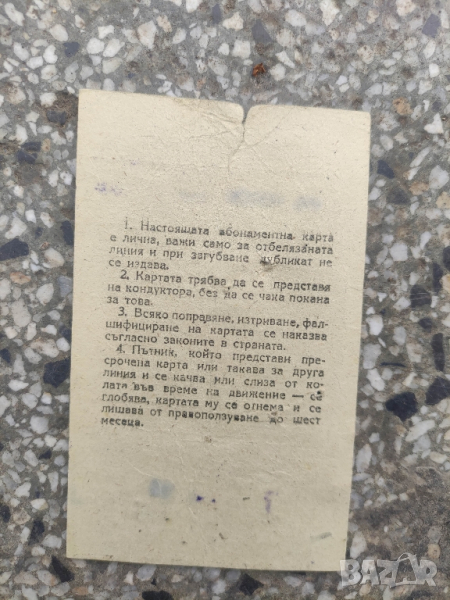 1. Настоящата абонаментна карта
е лична, важи само за отбелязаната
линия и при загубване дубликат не
се издава.
2. Картата трябва да се представя
на кондуктора, без да се чака покана
за това.
3. Всяко поправяне, изтриване, фал-
шифициране на картата се наказва
съгласно законите в страната.
4. Пътник, който представи пре-
срочена карта или такава за друга
линия и се качва или слиза от ко-
лата във време на движение — се
глобява, картата му се отнема и се
лишава от правоползуване до шест
месеци.
BAZAR